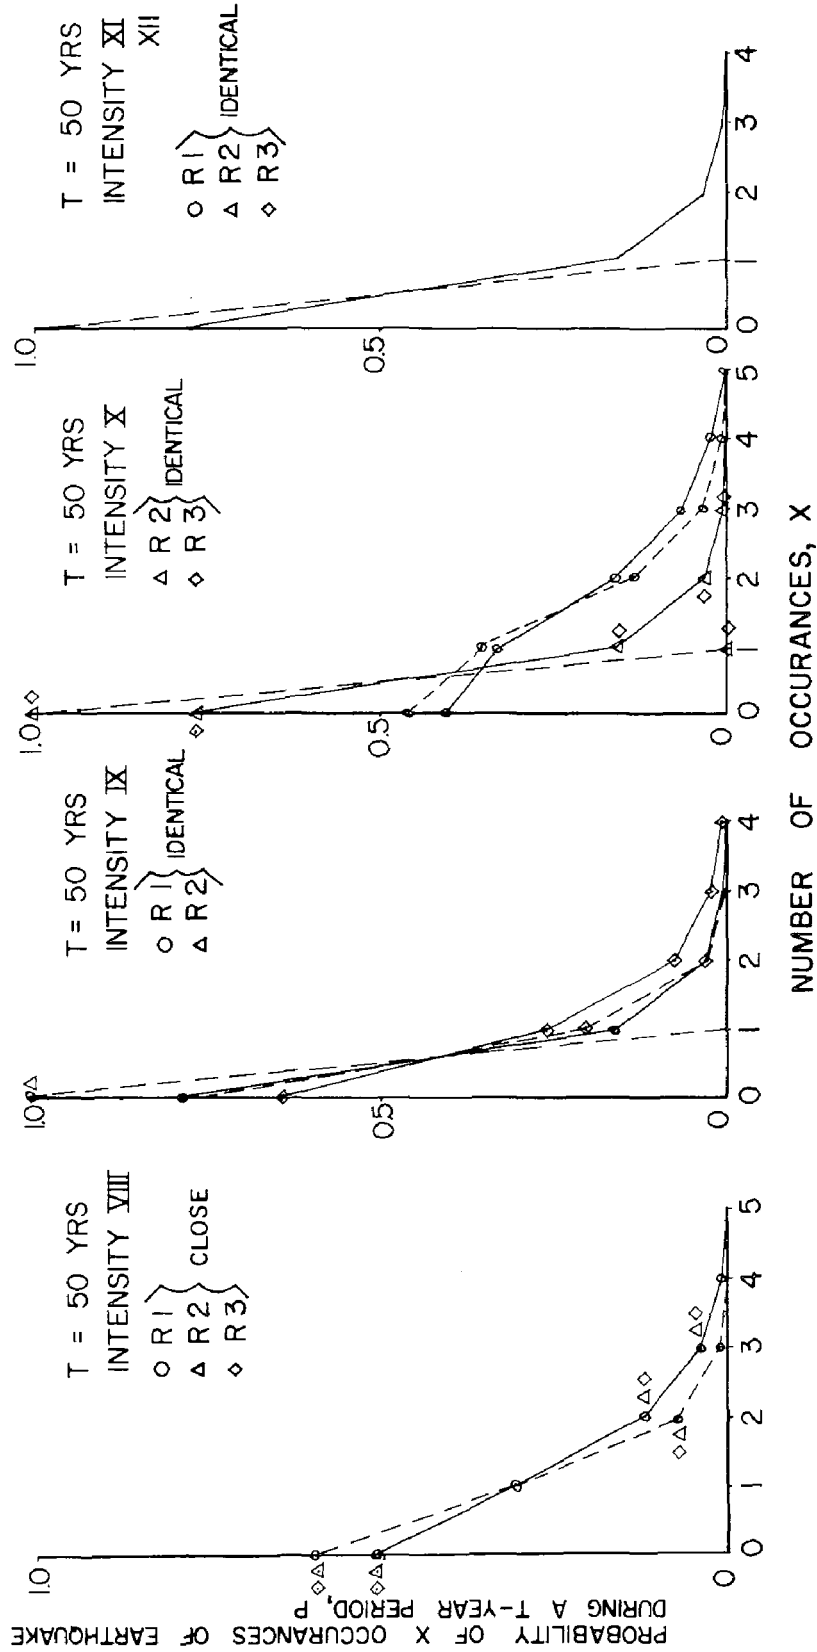 PROBABILITY OF X OCCURANCES OF EARTHQUAKE
DURING A T-YEAR PERIOD, P
T = 50 YRS
INTENSITY VIII
R1
R2
R3
CLOSE
1.0
0
0 1 2 3 4 5
T = 50 YRS
INTENSITY IX
R1
R2
IDENTICAL
1.0
0.5
0
0 1 2 3 4
T = 50 YRS
INTENSITY X
R2
R3
IDENTICAL
1.0
0.5
0
0 1 2 3 4 5
T = 50 YRS
INTENSITY XI
XII
R1
R2
R3
IDENTICAL
1.0
0.5
0
0 1 2 3 4
NUMBER OF OCCURANCES, X